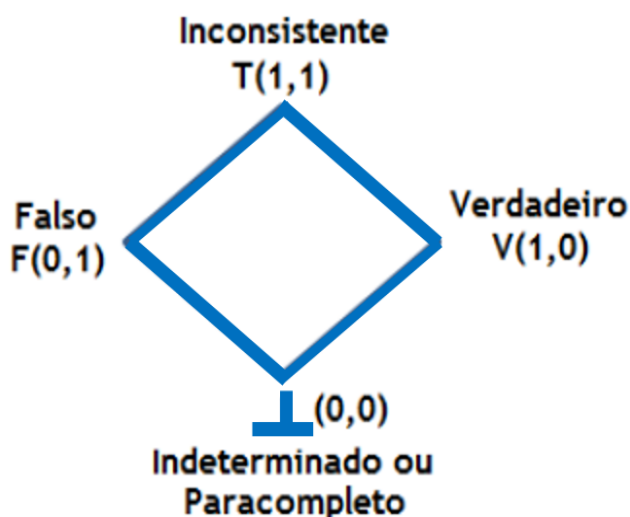 Inconsistente
T(1,1)
Falso
F(0,1)
Verdadeiro
V(1,0)
⊥ (0,0)
Indeterminado ou
Paracompleto